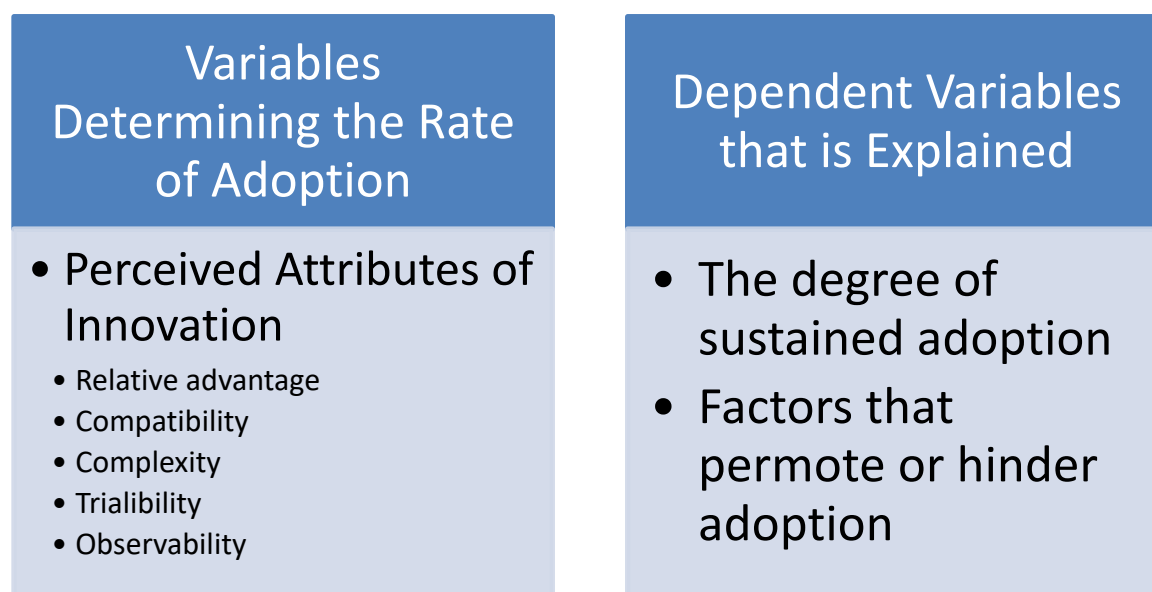 Variables
Determining the Rate
of Adoption
• Perceived Attributes of
Innovation
• Relative advantage
• Compatibility
• Complexity
• Trialibility
• Observability
Dependent Variables
that is Explained
• The degree of
sustained adoption
• Factors that
permote or hinder
adoption